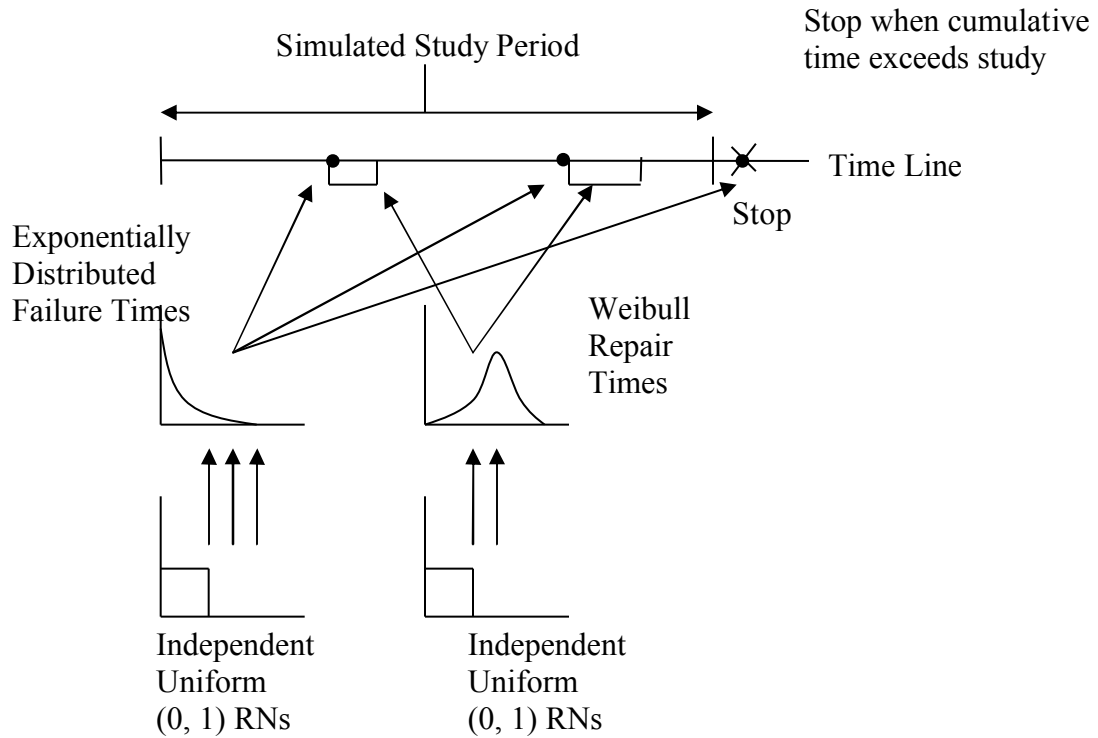 Stop when cumulative
time exceeds study
Simulated Study Period
Time Line
Stop
Exponentially
Distributed
Failure Times
Weibull
Repair
Times
Independent
Uniform
(0, 1) RNs
Independent
Uniform
(0, 1) RNs